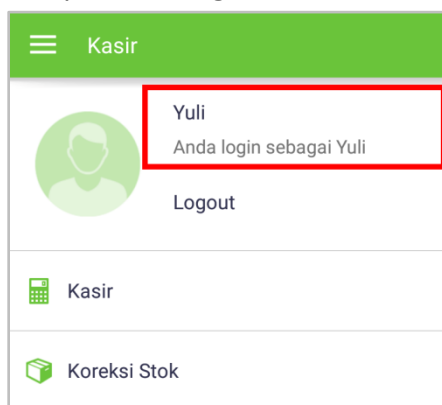 Kasir
Yuli
Anda login sebagai Yuli
Logout
Kasir
Koreksi Stok